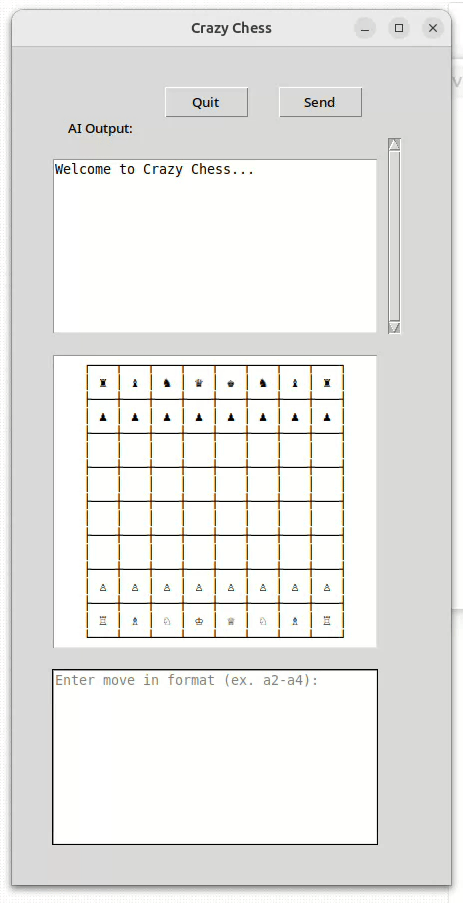 Crazy Chess
Quit
Send
AI Output:
Welcome to Crazy Chess...
♜ ♝ ♞ ♛ ♚ ♞ ♝ ♜
♟ ♟ ♟ ♟ ♟ ♟ ♟ ♟
♙ ♙ ♙ ♙ ♙ ♙ ♙ ♙
♖ ♗ ♘ ♔ ♕ ♘ ♗ ♖
Enter move in format (ex. a2-a4):